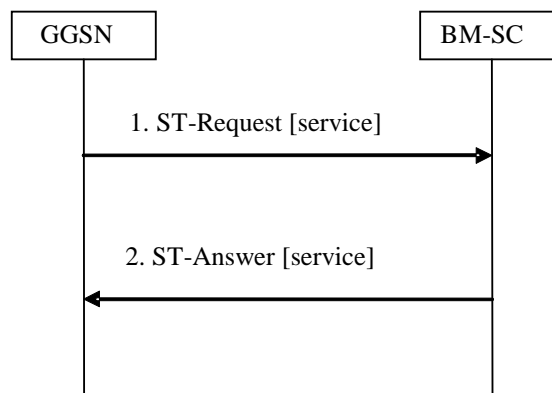 GGSN
BM-SC
1. ST-Request [service]
2. ST-Answer [service]